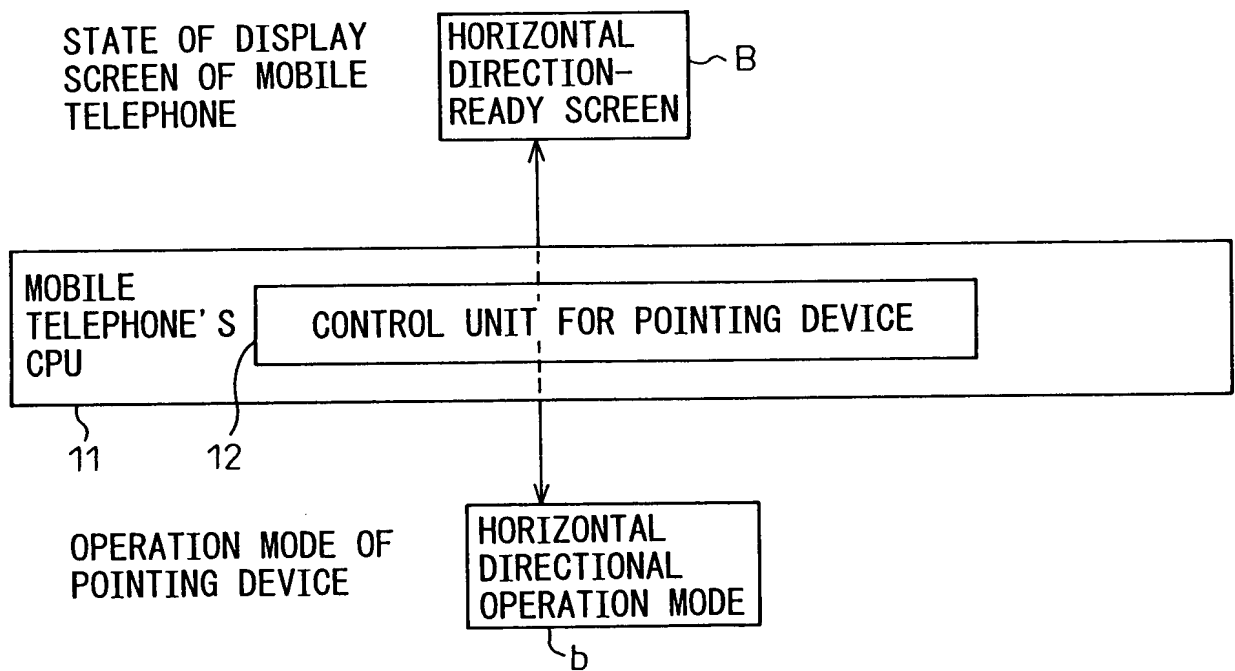 STATE OF DISPLAY
SCREEN OF MOBILE
TELEPHONE
HORIZONTAL
DIRECTION-
READY SCREEN
B
MOBILE
TELEPHONE'S
CPU
CONTROL UNIT FOR POINTING DEVICE
11
12
OPERATION MODE OF
POINTING DEVICE
HORIZONTAL
DIRECTIONAL
OPERATION MODE
b